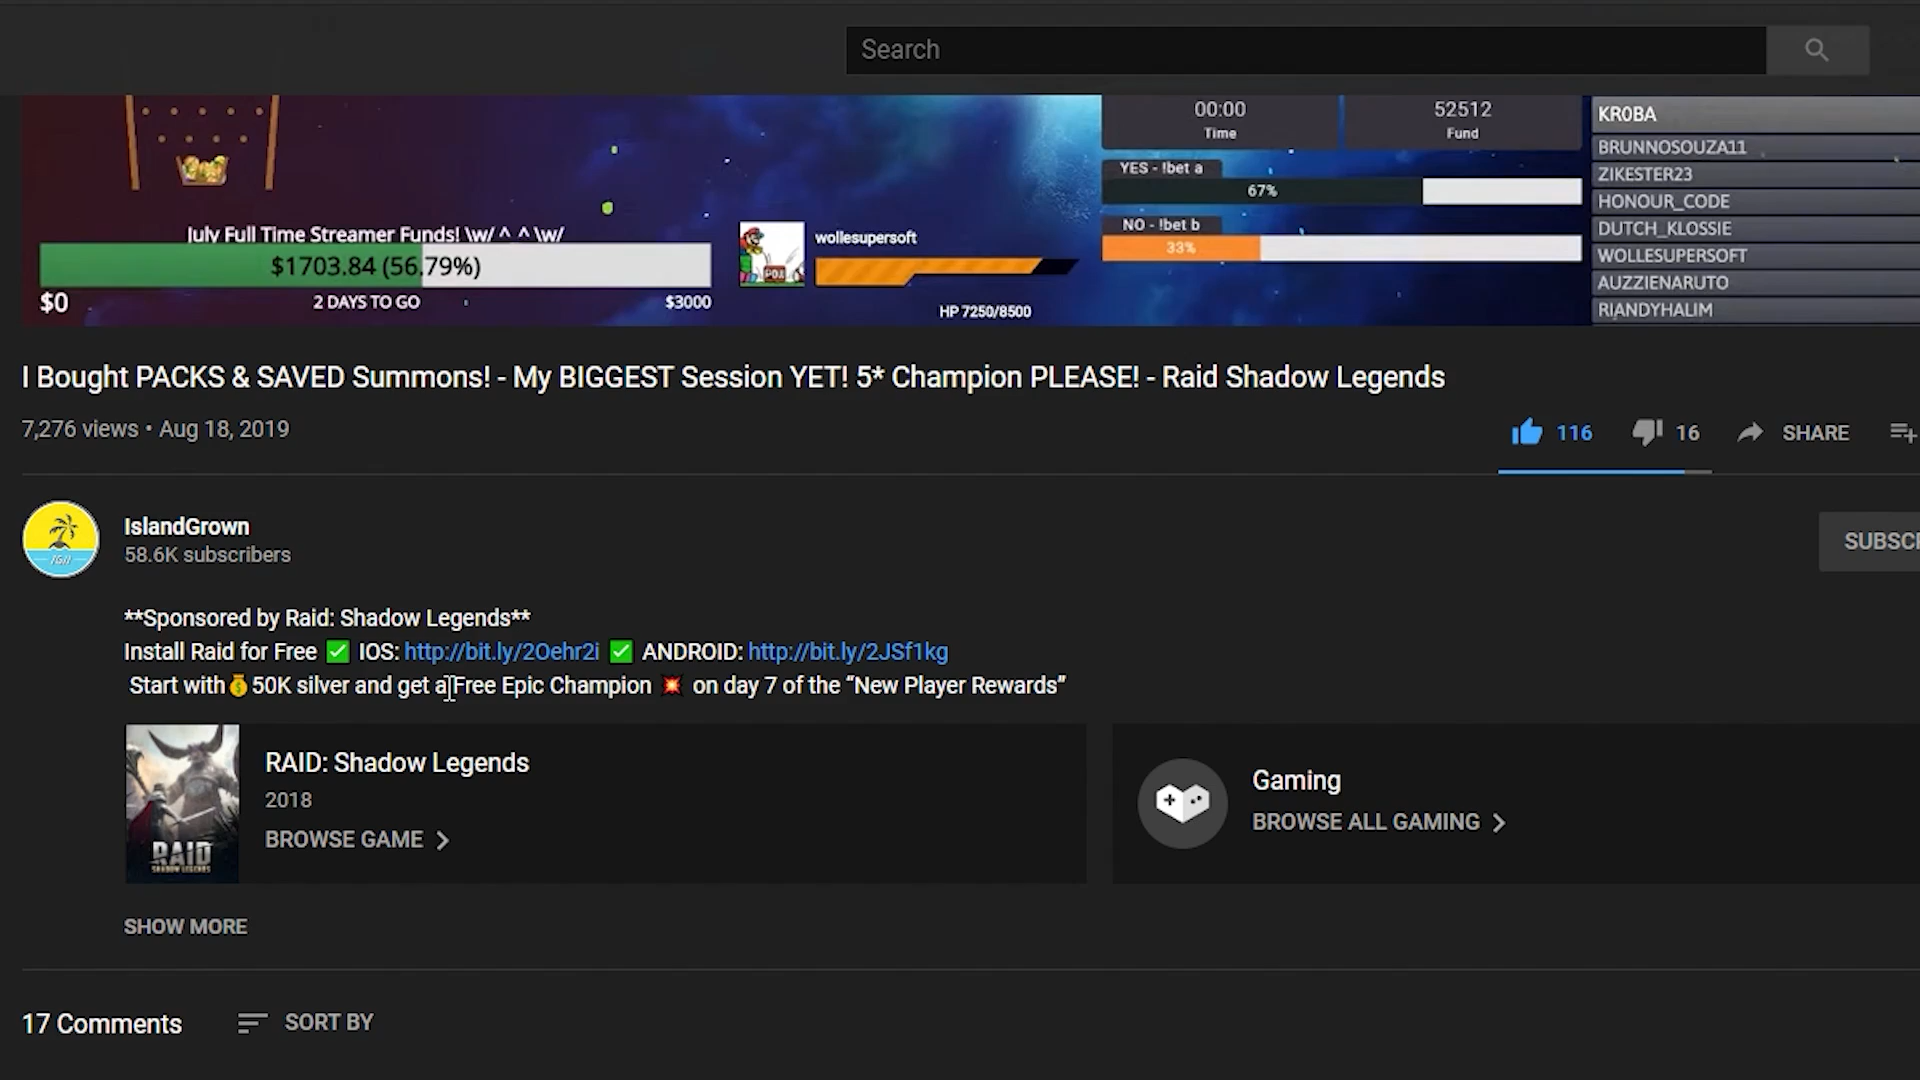 Search
00:00
Time
52512
Fund
KR0BA
BRUNNOSOUZA11
ZIKESTER23
HONOUR_CODE
DUTCH_KLOSSIE
WOLLESUPERSOFT
AUZZIENARUTO
RIANDYHALIM
YES - !bet a
67%
NO - !bet b
33%
July Full Time Streamer Funds! \w/ ^_^ \w/
$1703.84 (56.79%)
$0
2 DAYS TO GO
$3000
wollesupersoft
HP 7250/8500
I Bought PACKS & SAVED Summons! - My BIGGEST Session YET! 5* Champion PLEASE! - Raid Shadow Legends
7,276 views • Aug 18, 2019
116
16
SHARE
IGN
IslandGrown
58.6K subscribers
SUBSCR
**Sponsored by Raid: Shadow Legends**
Install Raid for Free ✅ IOS: http://bit.ly/2Oehr2i ✅ ANDROID: http://bit.ly/2JSf1kg
Start with 💰50K silver and get a Free Epic Champion 💥 on day 7 of the “New Player Rewards”
RAID
SHADOW LEGENDS
RAID: Shadow Legends
2018
BROWSE GAME
Gaming
BROWSE ALL GAMING
SHOW MORE
17 Comments
SORT BY